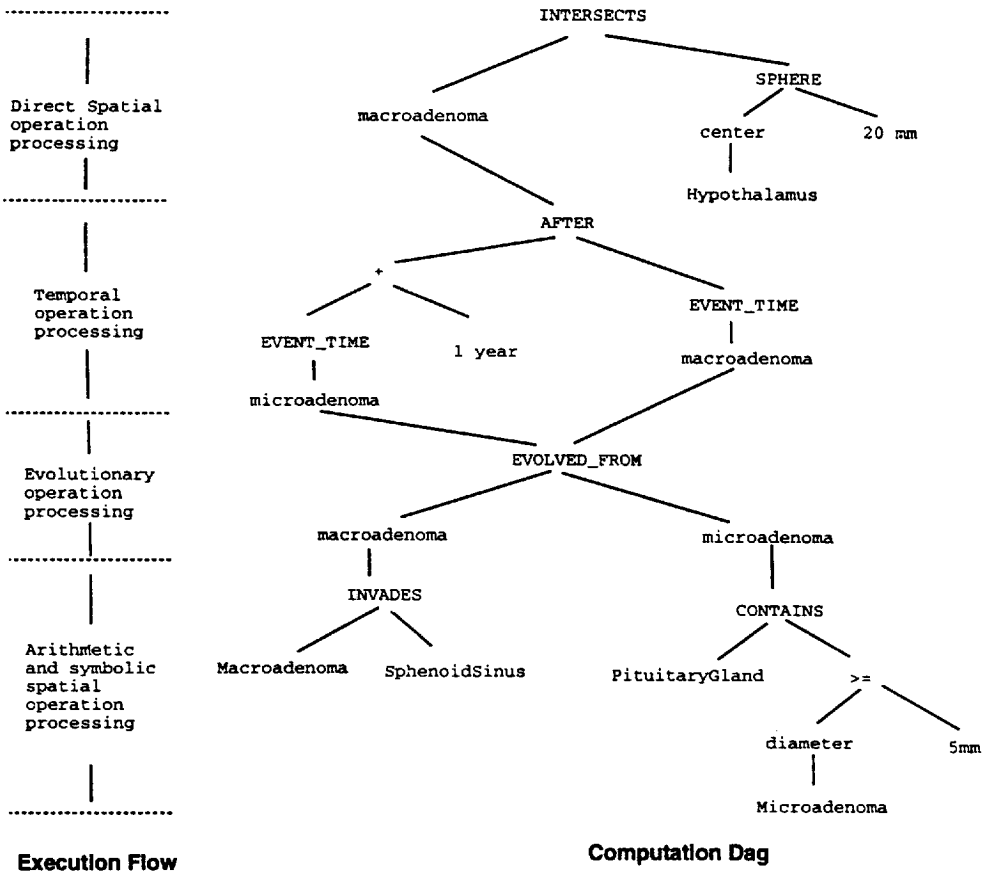 INTERSECTS
SPHERE
Direct Spatial
operation
processing
macroadenoma
center
20 mm
Hypothalamus
AFTER
+
Temporal
operation
processing
EVENT_TIME
1 year
EVENT_TIME
macroadenoma
microadenoma
EVOLVED_FROM
Evolutionary
operation
processing
macroadenoma
microadenoma
INVADES
CONTAINS
Arithmetic
and symbolic
spatial
operation
processing
Macroadenoma
SphenoidSinus
PituitaryGland
>=
diameter
5mm
Microadenoma
Execution Flow
Computation Dag